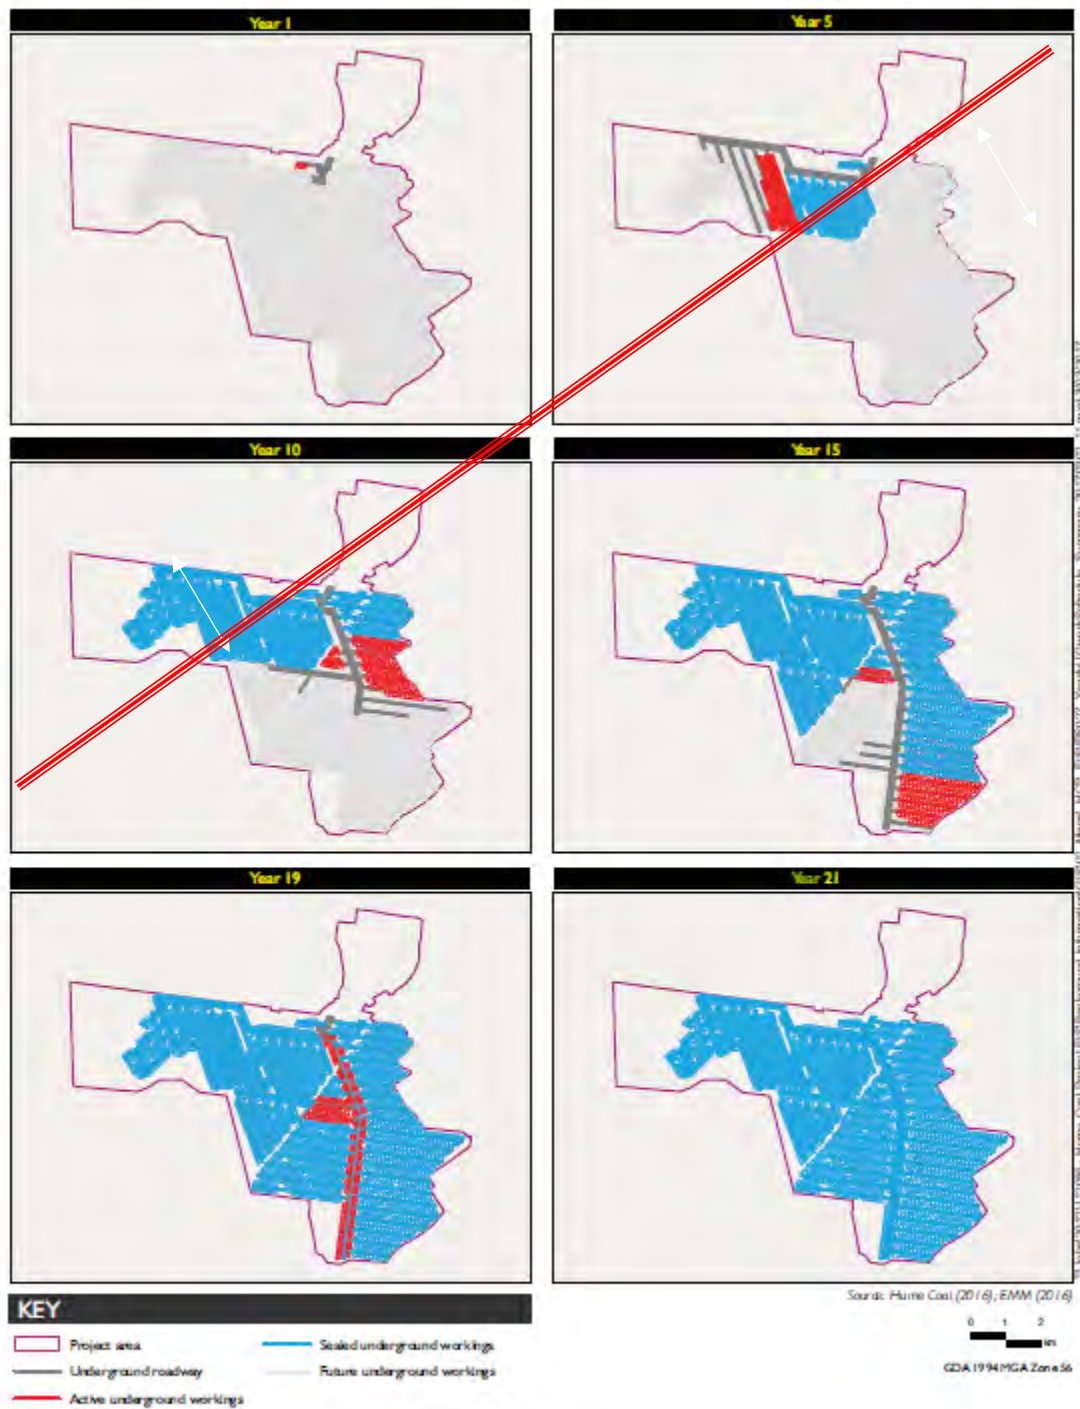 Year 1
Year 5
Year 10
Year 15
Year 19
Year 21
Source: Hume Coal (2016); EMM (2016)
KEY
Project area
Underground roadway
Active underground workings
Sealed underground workings
Future underground workings
0 1 2
km
GDA 1994 MGA Zone 56